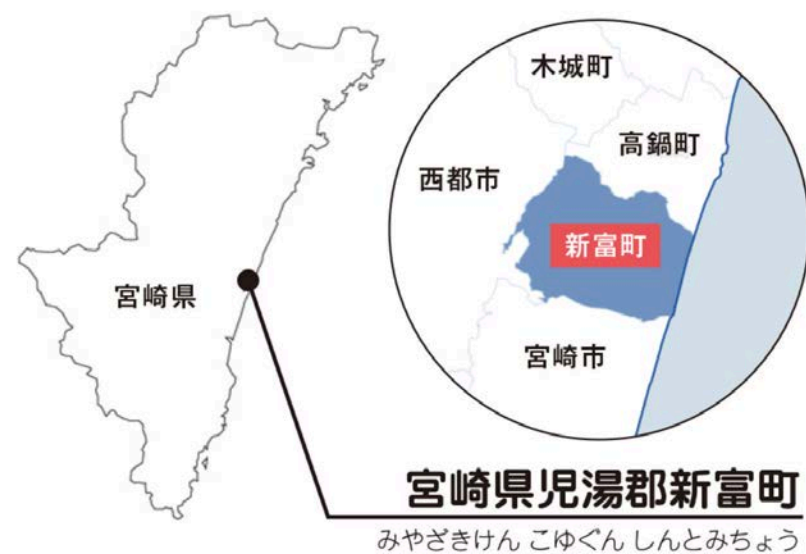 宮崎県
木城町
高鍋町
西都市
新富町
宮崎市
宮崎県児湯郡新富町
みやざきけん こゆぐん しんとみちょう